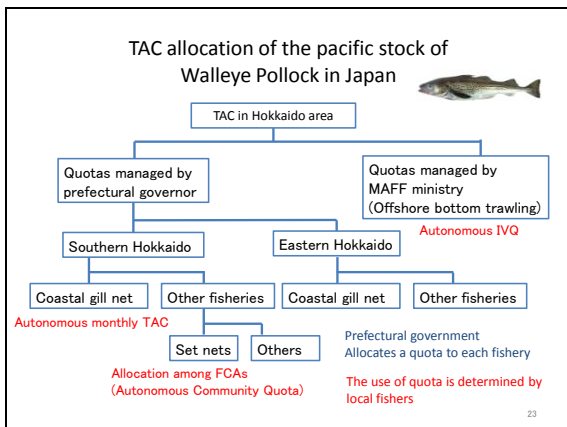 TAC allocation of the pacific stock of
Walleye Pollock in Japan
TAC in Hokkaido area
Quotas managed by
prefectural governor
Quotas managed by
MAFF ministry
(Offshore bottom trawling)
Autonomous IVQ
Southern Hokkaido
Eastern Hokkaido
Coastal gill net
Other fisheries
Coastal gill net
Other fisheries
Autonomous monthly TAC
Set nets
Others
Allocation among FCAs
(Autonomous Community Quota)
Prefectural government
Allocates a quota to each fishery
The use of quota is determined by
local fishers
23